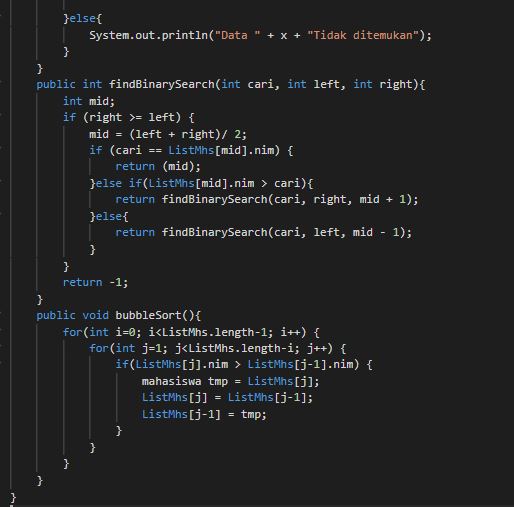 }else{
System.out.println("Data " + x + "Tidak ditemukan");
}
}
public int findBinarySearch(int cari, int left, int right){
int mid;
if (right >= left) {
mid = (left + right)/ 2;
if (cari == ListMhs[mid].nim) {
return (mid);
}else if(ListMhs[mid].nim > cari){
return findBinarySearch(cari, right, mid + 1);
}else{
return findBinarySearch(cari, left, mid - 1);
}
}
return -1;
}
public void bubbleSort(){
for(int i=0; i<ListMhs.length-1; i++) {
for(int j=1; j<ListMhs.length-i; j++) {
if(ListMhs[j].nim > ListMhs[j-1].nim) {
mahasiswa tmp = ListMhs[j];
ListMhs[j] = ListMhs[j-1];
ListMhs[j-1] = tmp;
}
}
}
}
}